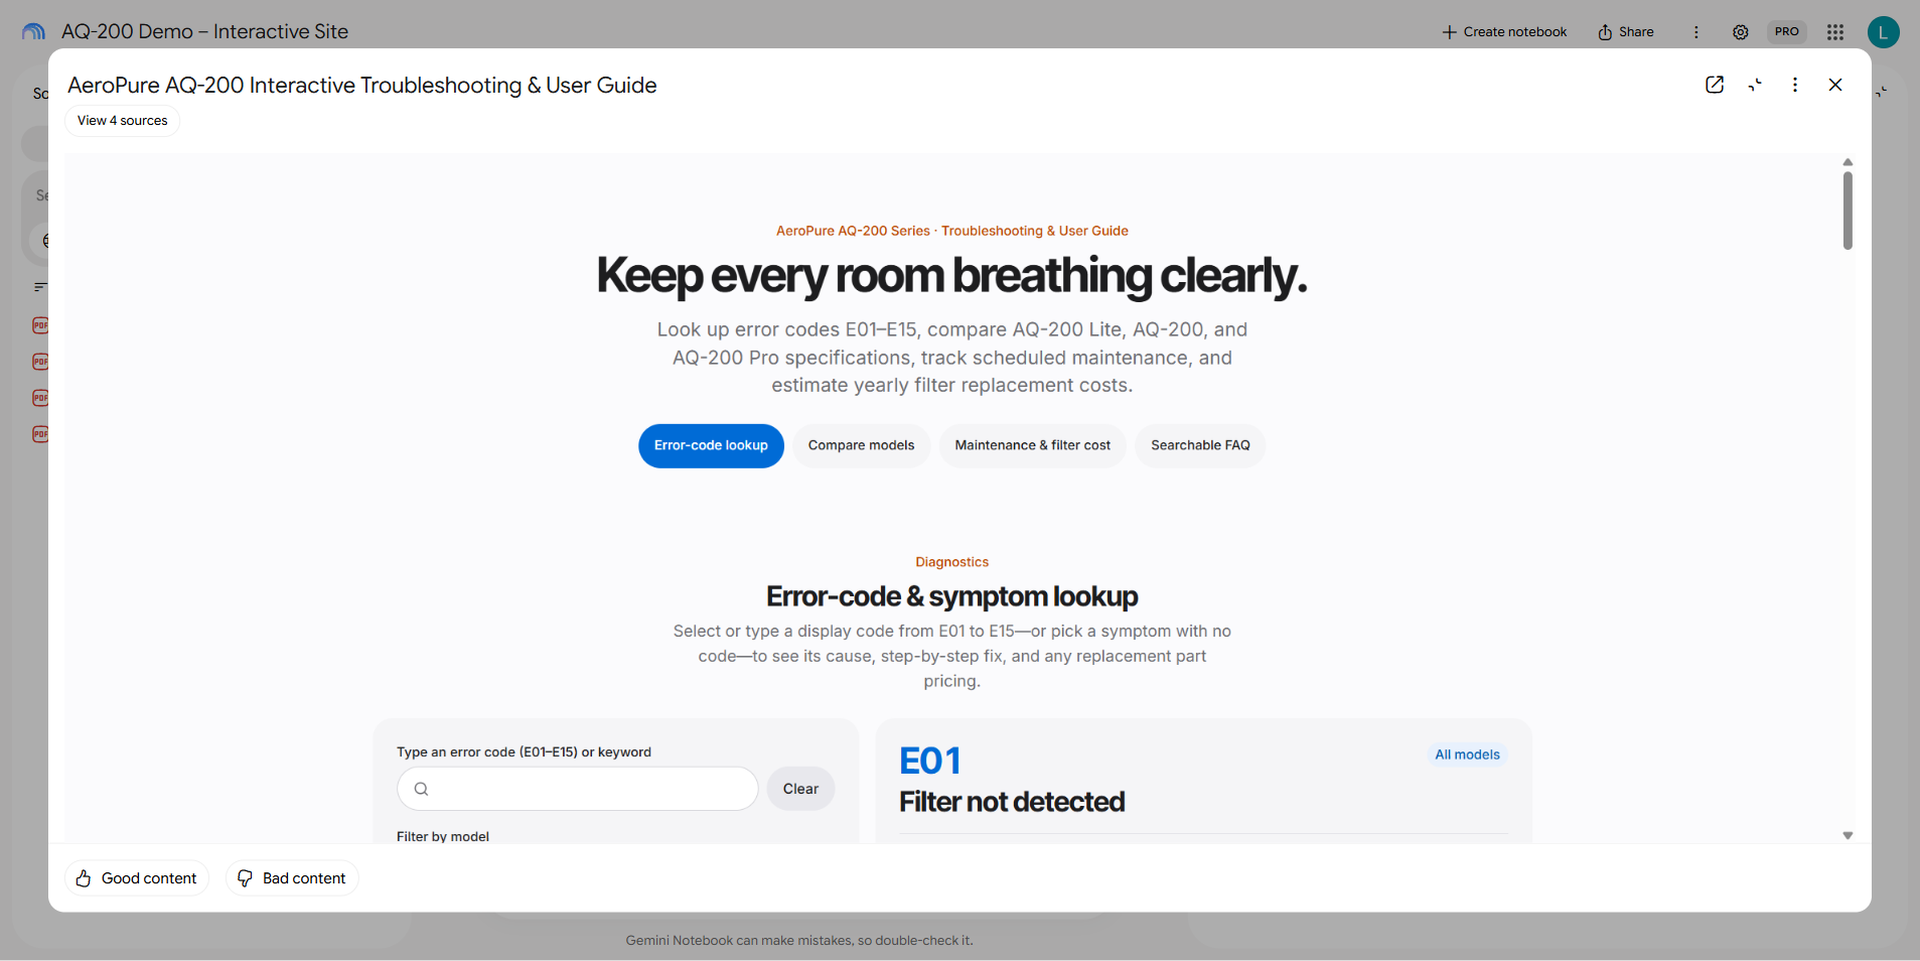 AQ-200 Demo – Interactive Site
Create notebook
Share
PRO
L
AeroPure AQ-200 Interactive Troubleshooting & User Guide
View 4 sources
AeroPure AQ-200 Series · Troubleshooting & User Guide
Keep every room breathing clearly.
Look up error codes E01–E15, compare AQ-200 Lite, AQ-200, and
AQ-200 Pro specifications, track scheduled maintenance, and
estimate yearly filter replacement costs.
Error-code lookup
Compare models
Maintenance & filter cost
Searchable FAQ
Diagnostics
Error-code & symptom lookup
Select or type a display code from E01 to E15—or pick a symptom with no
code—to see its cause, step-by-step fix, and any replacement part
pricing.
Type an error code (E01–E15) or keyword
Clear
Filter by model
E01
All models
Filter not detected
Good content
Bad content
Gemini Notebook can make mistakes, so double-check it.
PDF
PDF
PDF
PDF